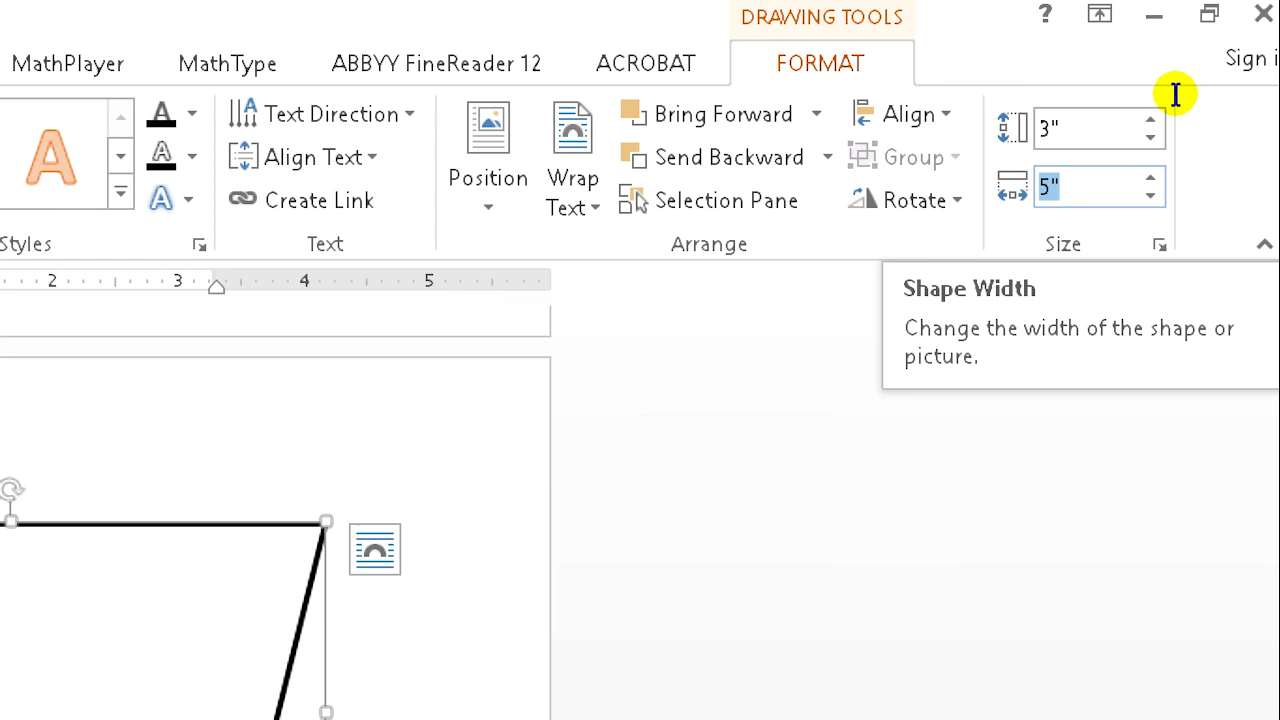 DRAWING TOOLS
?
MathPlayer MathType ABBYY FineReader 12 ACROBAT FORMAT Sign i
A Text Direction Bring Forward Align 3"
A Align Text Position Wrap Text Send Backward Group 5"
A Create Link Selection Pane Rotate
Styles Text Arrange Size
2 3 4 5
Shape Width
Change the width of the shape or
picture.